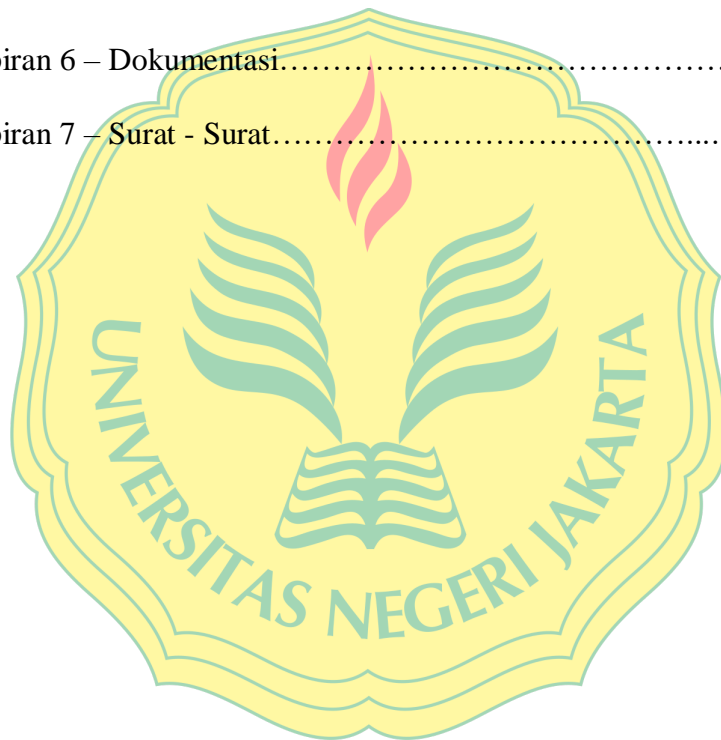 piran 6 – Dokumentasi……………………………………
piran 7 – Surat - Surat…………………………………...…
UNIVERSITAS NEGERI JAKARTA